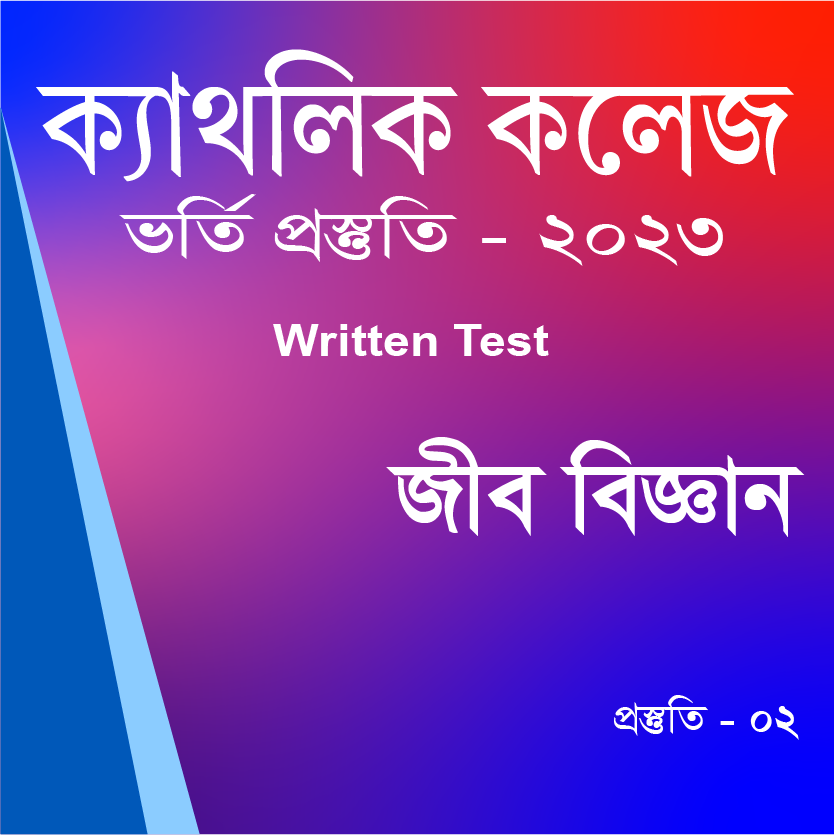 ক্যাথলিক কলেজ
ভর্তি প্রস্তুতি - ২০২৩
Written Test
জীব বিজ্ঞান
প্রস্তুতি - ০২